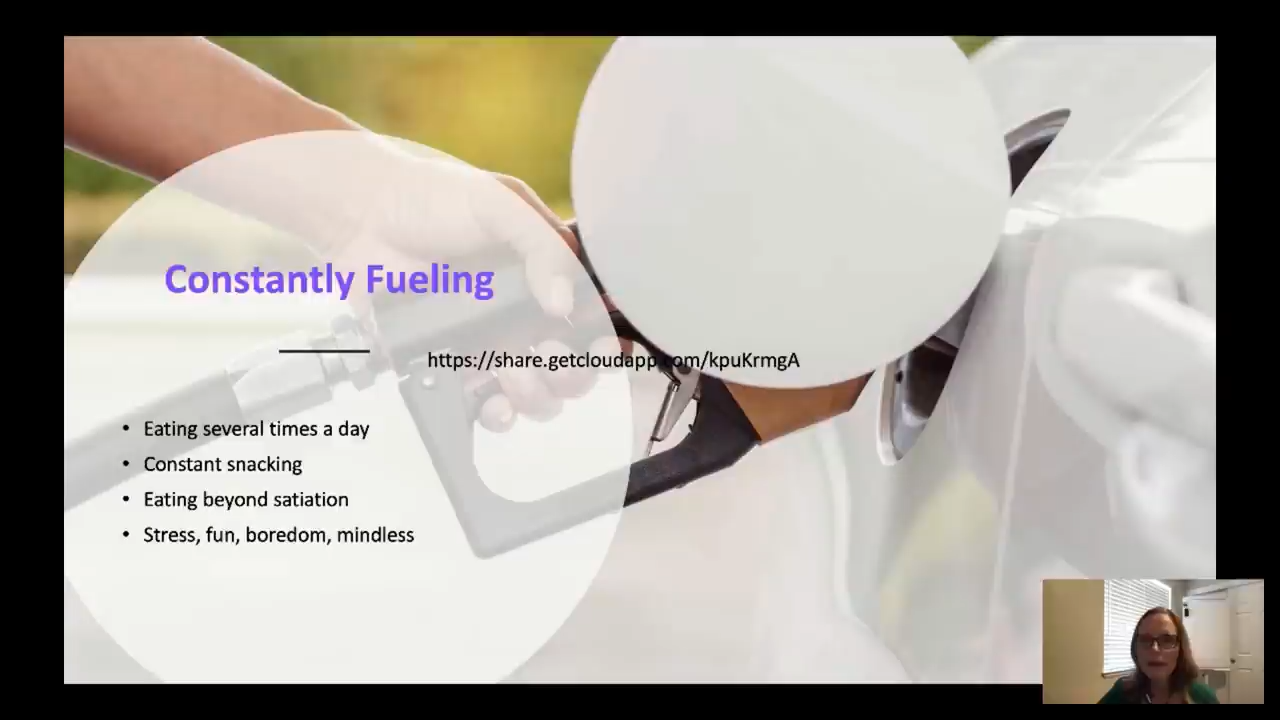 Constantly Fueling
https://share.getcloudapp.com/kpuKrmgA
• Eating several times a day
• Constant snacking
• Eating beyond satiation
• Stress, fun, boredom, mindless